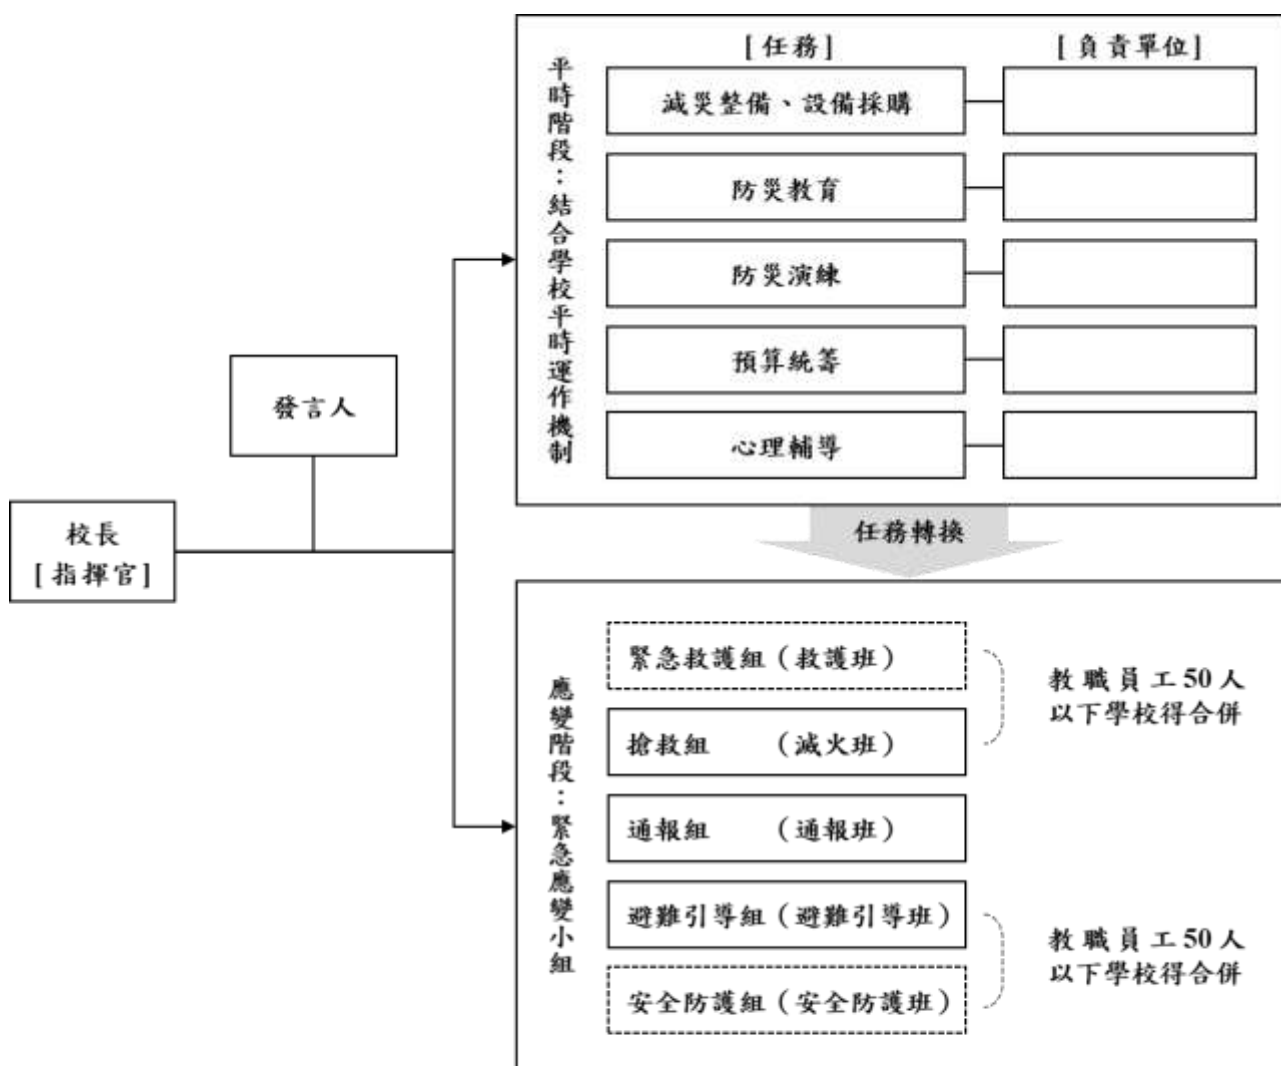 [任務]
[負責單位]
平時階段：結合學校平時運作機制
減災整備、設備採購
防災教育
防災演練
預算統籌
心理輔導
發言人
校長
[指揮官]
任務轉換
應變階段：緊急應變小組
緊急救護組（救護班）
搶救組　　（滅火班）
通報組　　（通報班）
避難引導組（避難引導班）
安全防護組（安全防護班）
教職員工50人
以下學校得合併
教職員工50人
以下學校得合併